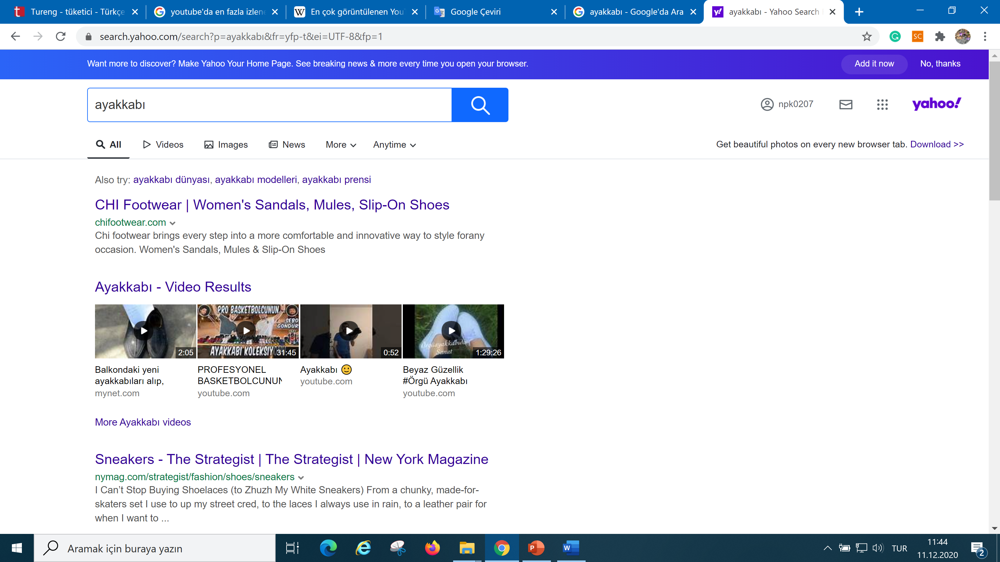 Tureng - tüketici - Türkçe
youtube'da en fazla izlene
En çok görüntülenen You
Google Çeviri
ayakkabı - Google'da Ara
ayakkabı - Yahoo Search
search.yahoo.com/search?p=ayakkabı&fr=yfp-t&ei=UTF-8&fp=1
SC
Want more to discover? Make Yahoo Your Home Page. See breaking news & more every time you open your browser.
Add it now
No, thanks
ayakkabı
npk0207
yahoo!
All
Videos
Images
News
More
Anytime
Get beautiful photos on every new browser tab. Download >>
Also try: ayakkabı dünyası, ayakkabı modelleri, ayakkabı prensi
CHI Footwear | Women's Sandals, Mules, Slip-On Shoes
chifootwear.com
Chi footwear brings every step into a more comfortable and innovative way to style forany
occasion. Women's Sandals, Mules & Slip-On Shoes
Ayakkabı - Video Results
2:05
PRO BASKETBOLCUNUN
...SERO
GÖNDÜR
AYAKKABI
31:45
0:52
Örgüayakkabıdan
Sanat
1:29:26
Balkondaki yeni
ayakkabıları alıp,
mynet.com
PROFESYONEL
BASKETBOLCUNUN
youtube.com
Ayakkabı 🙂
youtube.com
Beyaz Güzellik
#Örgü Ayakkabı
youtube.com
More Ayakkabı videos
Sneakers - The Strategist | The Strategist | New York Magazine
nymag.com/strategist/fashion/shoes/sneakers
I Can’t Stop Buying Shoelaces (to Zhuzh My White Sneakers) From a chunky, made-for-
skaters set I use to up my street cred, to the laces I always use in rain, to a leather pair for
when I want to ...
Aramak için buraya yazın
TUR
11:44
11.12.2020
2